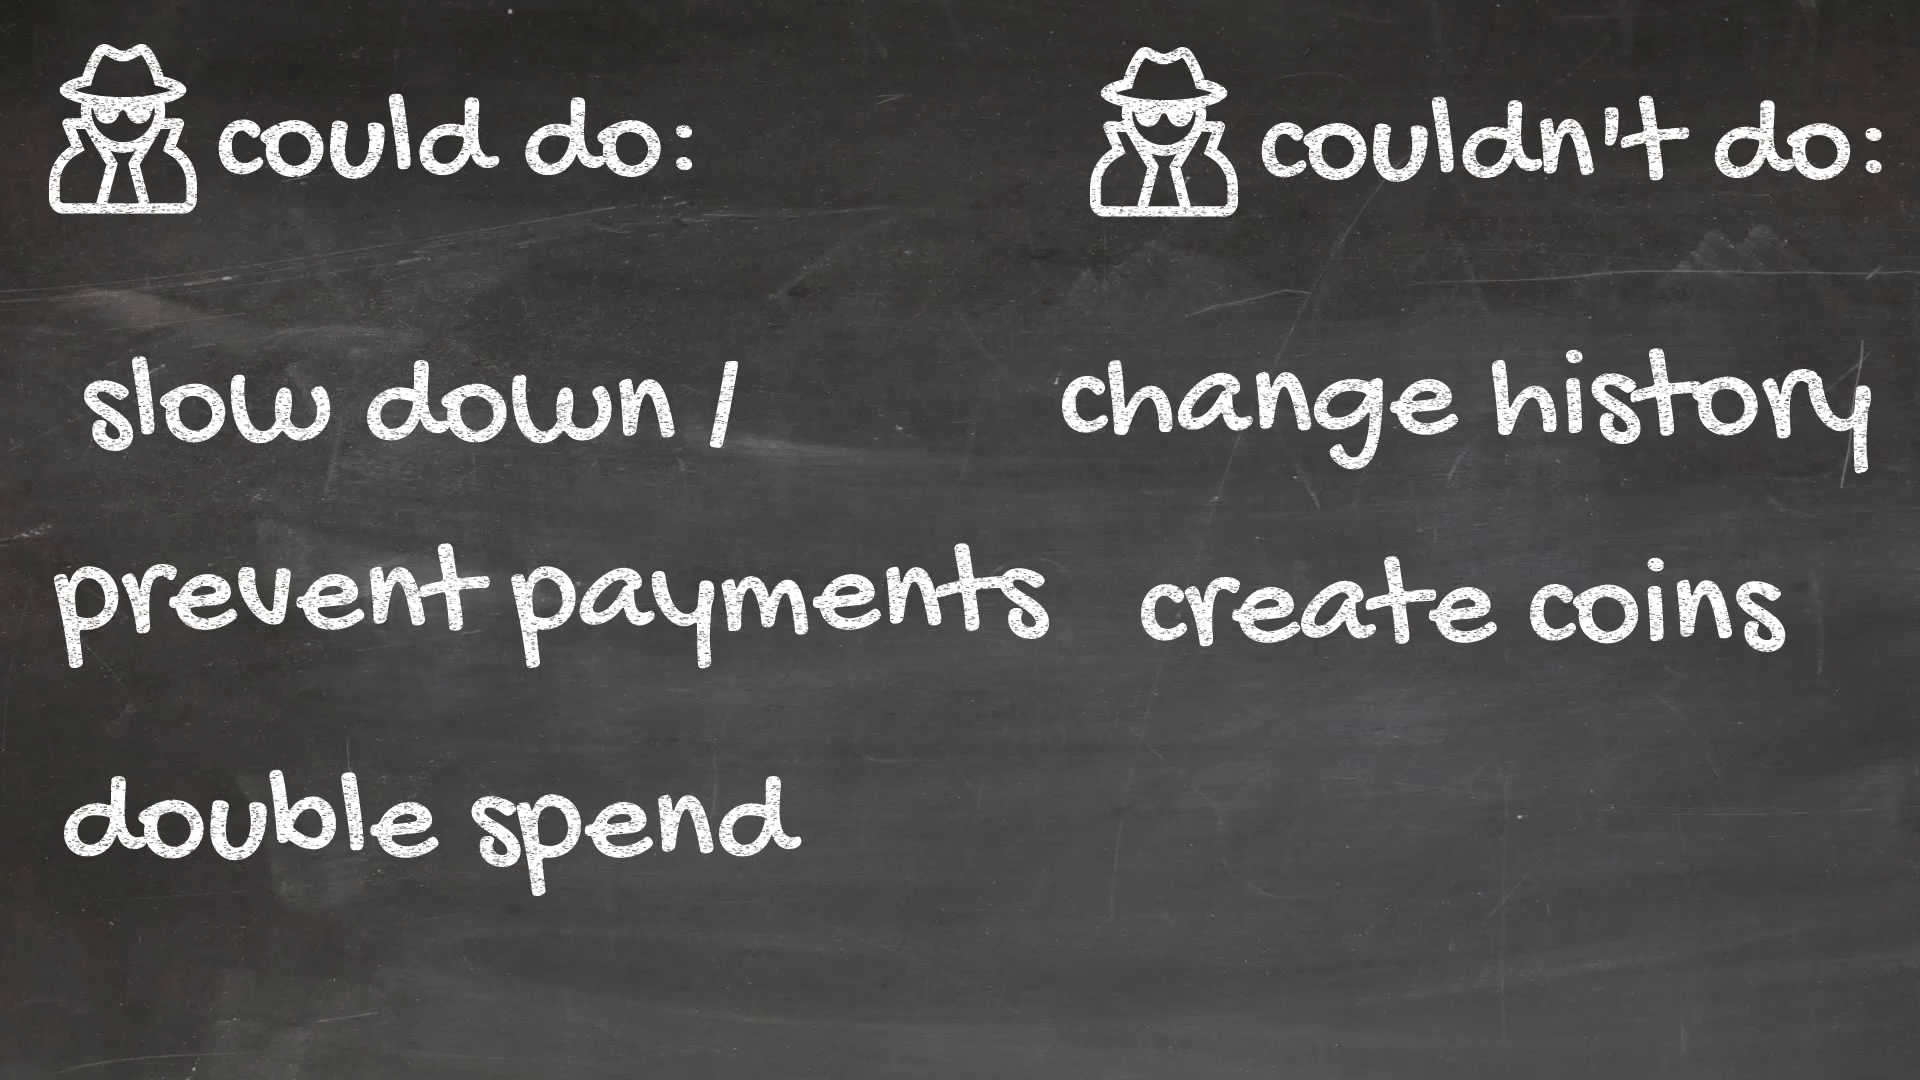 could do:
slow down /
prevent payments
double spend
couldn't do:
change history
create coins